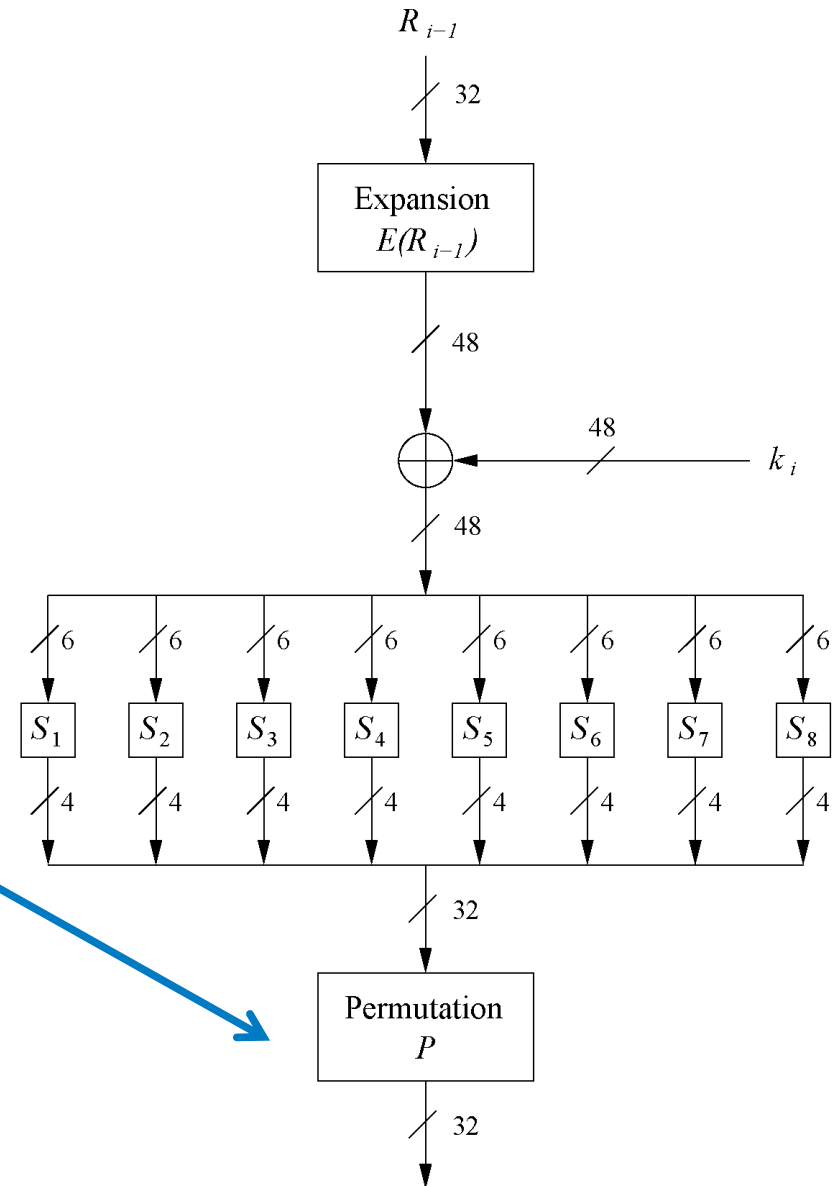 R i−1
32
Expansion
E(R i−1)
48
48
k i
48
6 6 6 6 6 6 6 6
S1 S2 S3 S4 S5 S6 S7 S8
4 4 4 4 4 4 4 4
32
Permutation
P
32